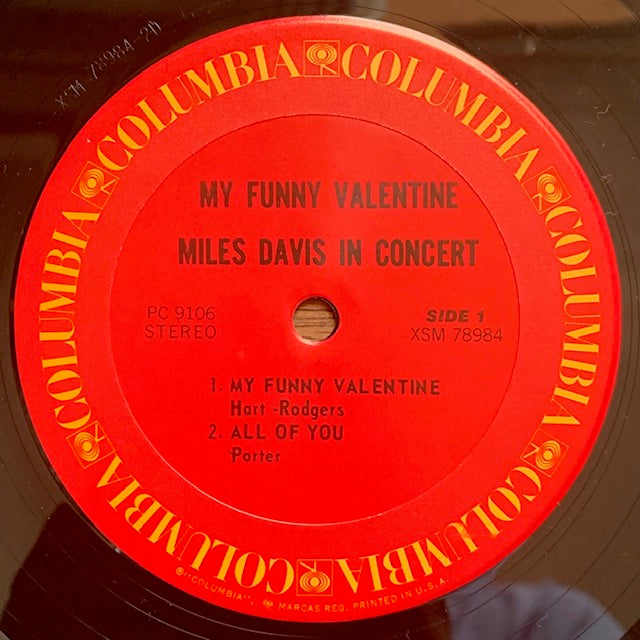 XSM 78984-2D
COLUMBIA COLUMBIA COLUMBIA COLUMBIA COLUMBIA COLUMBIA
MY FUNNY VALENTINE
MILES DAVIS IN CONCERT
PC 9106
STEREO
SIDE 1
XSM 78984
1. MY FUNNY VALENTINE
Hart-Rodgers
2. ALL OF YOU
Porter
®"COLUMBIA", MARCAS REG. PRINTED IN U.S.A.